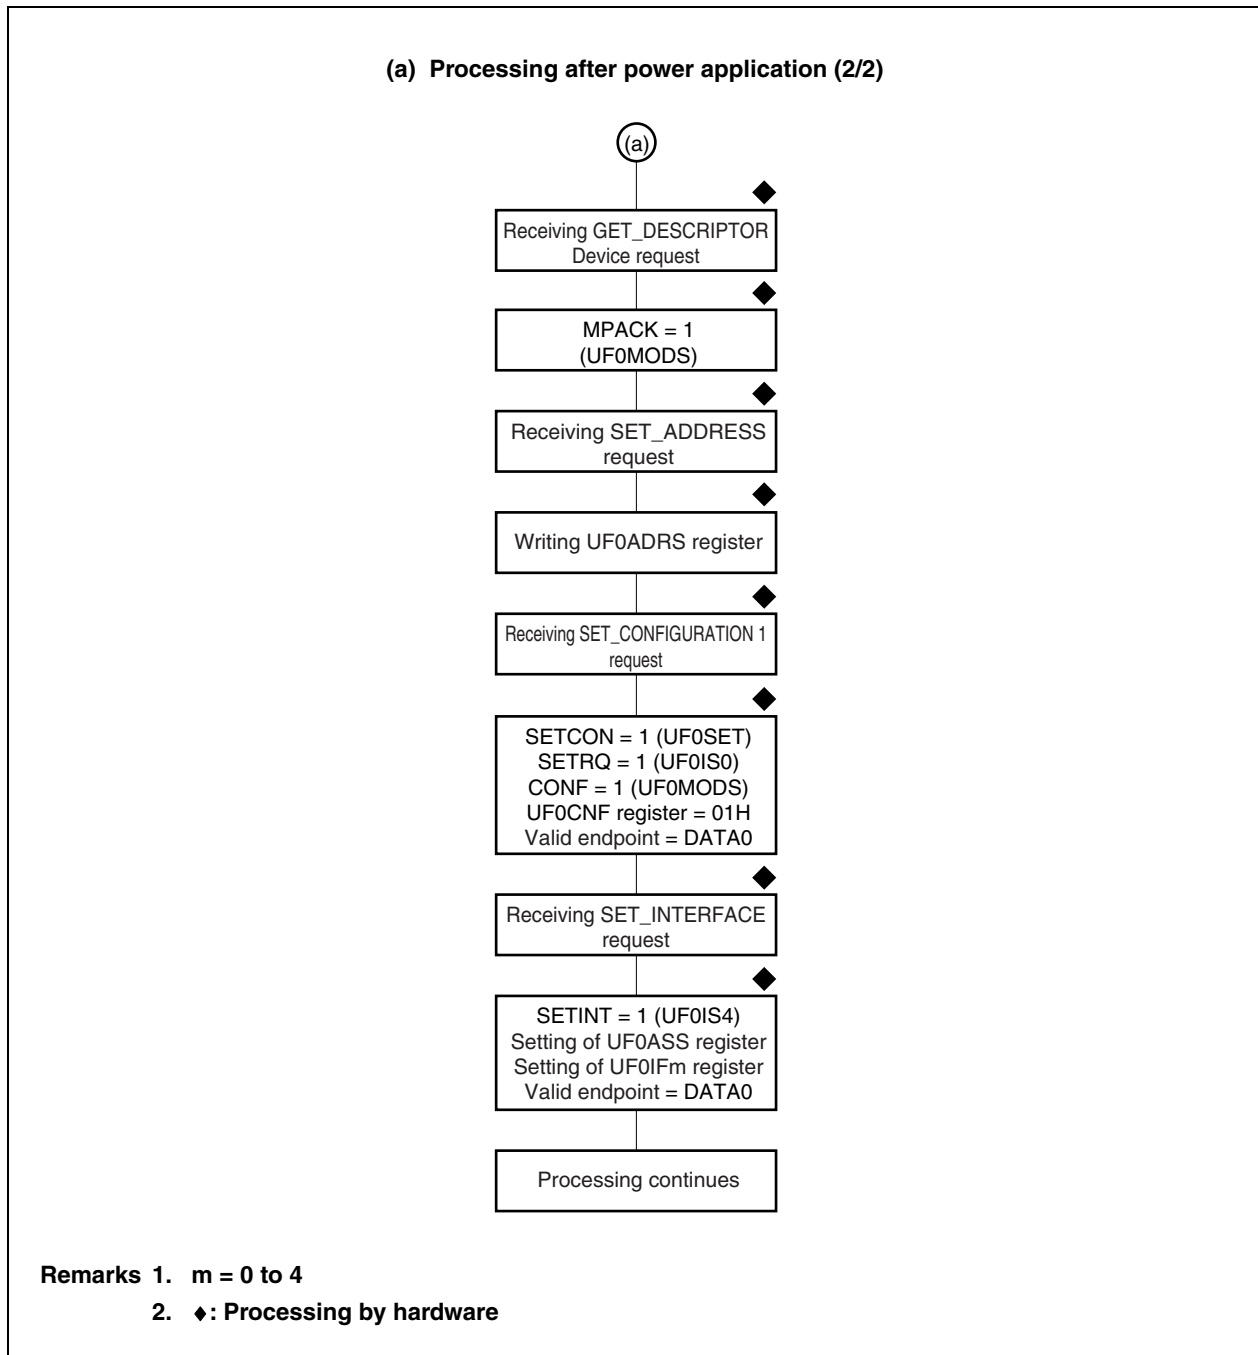 (a) Processing after power application (2/2)
(a)
◆
Receiving GET_DESCRIPTOR
Device request
◆
MPACK = 1
(UF0MODS)
◆
Receiving SET_ADDRESS
request
◆
Writing UF0ADRS register
◆
Receiving SET_CONFIGURATION 1
request
◆
SETCON = 1 (UF0SET)
SETRQ = 1 (UF0IS0)
CONF = 1 (UF0MODS)
UF0CNF register = 01H
Valid endpoint = DATA0
◆
Receiving SET_INTERFACE
request
◆
SETINT = 1 (UF0IS4)
Setting of UF0ASS register
Setting of UF0IFm register
Valid endpoint = DATA0
Processing continues
Remarks 1. m = 0 to 4
2. ♦: Processing by hardware